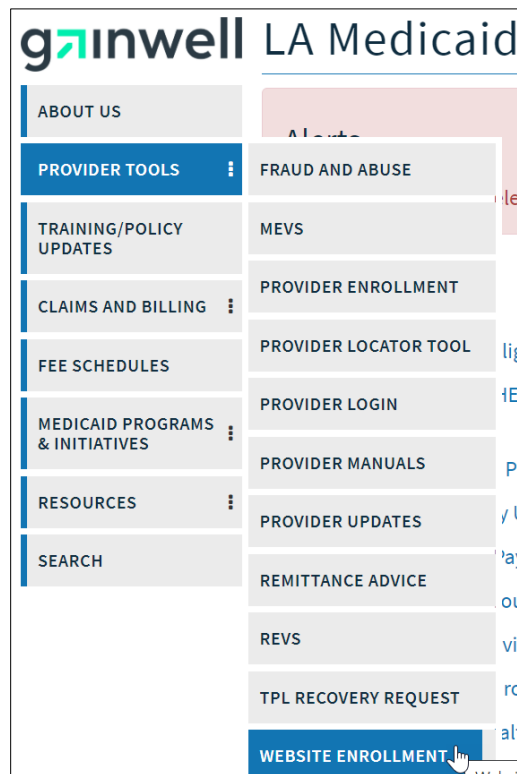 gainwell LA Medicaid
ABOUT US
PROVIDER TOOLS
TRAINING/POLICY
UPDATES
CLAIMS AND BILLING
FEE SCHEDULES
MEDICAID PROGRAMS
& INITIATIVES
RESOURCES
SEARCH
FRAUD AND ABUSE
MEVS
PROVIDER ENROLLMENT
PROVIDER LOCATOR TOOL
PROVIDER LOGIN
PROVIDER MANUALS
PROVIDER UPDATES
REMITTANCE ADVICE
REVS
TPL RECOVERY REQUEST
WEBSITE ENROLLMENT